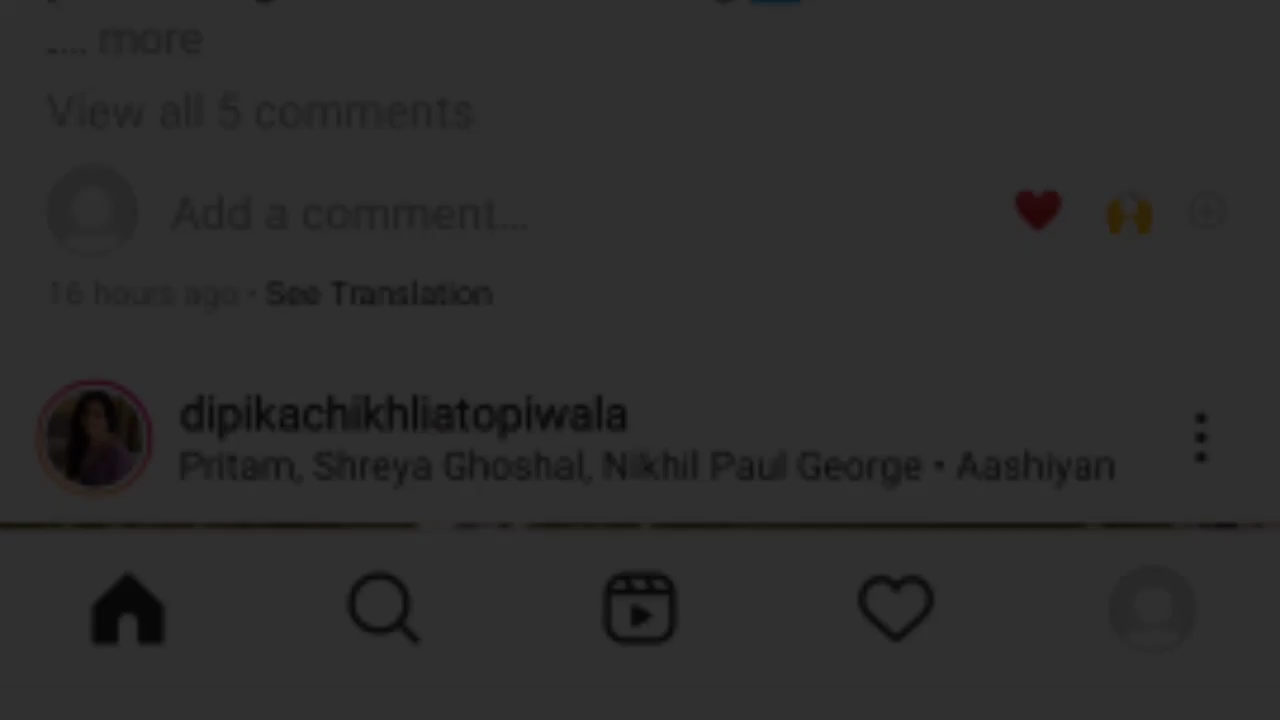 .... more
View all 5 comments
Add a comment...
16 hours ago · See Translation
dipikachikhliatopiwala
Pritam, Shreya Ghoshal, Nikhil Paul George • Aashiyan